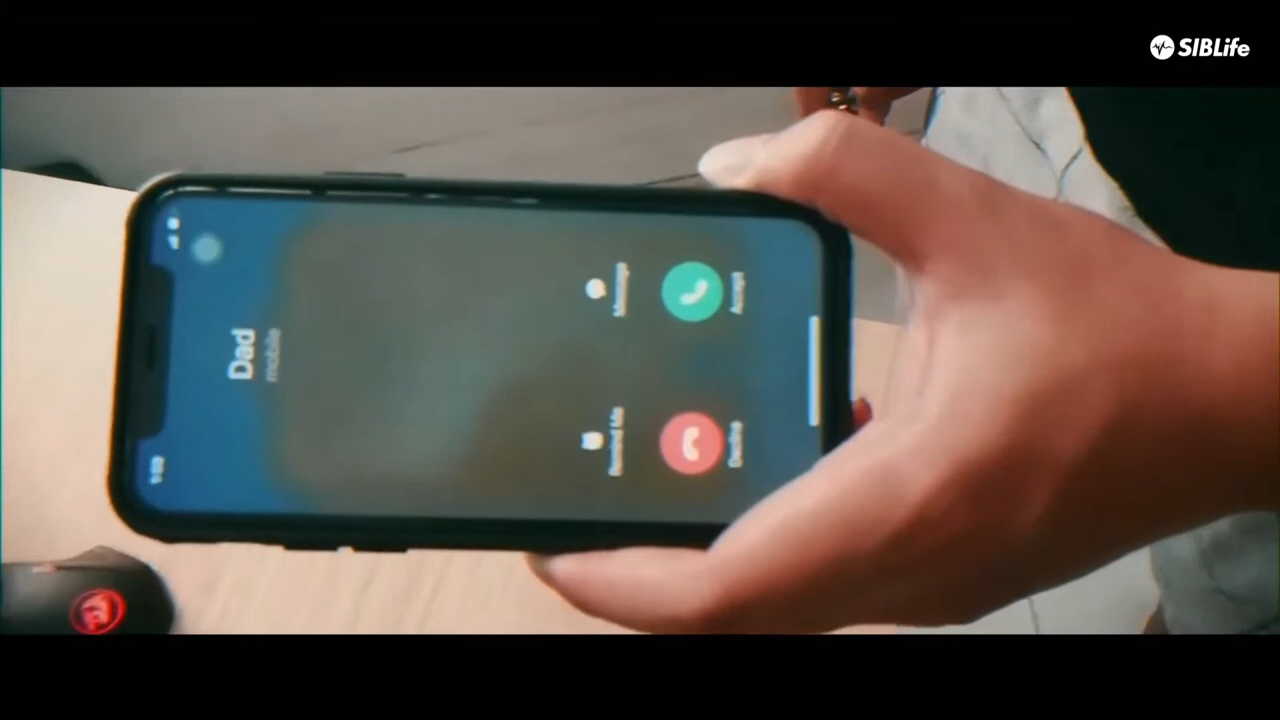 SIBLife
Dad
mobile
Message
Accept
Remind Me
Decline